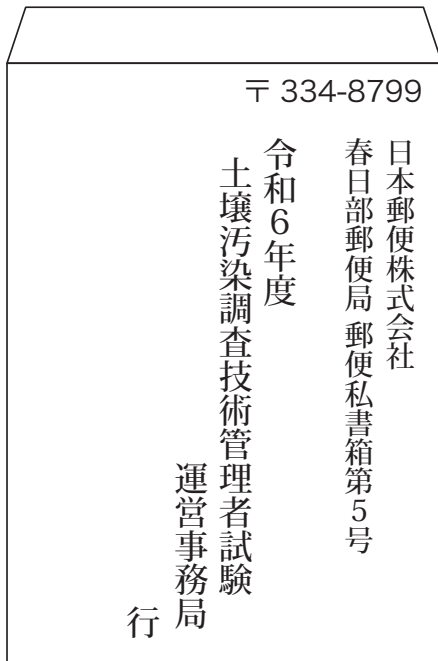 〒 334-8799
日本郵便株式会社
春日部郵便局 郵便私書箱第5号
令和6年度
土壌汚染調査技術管理者試験
運営事務局
行